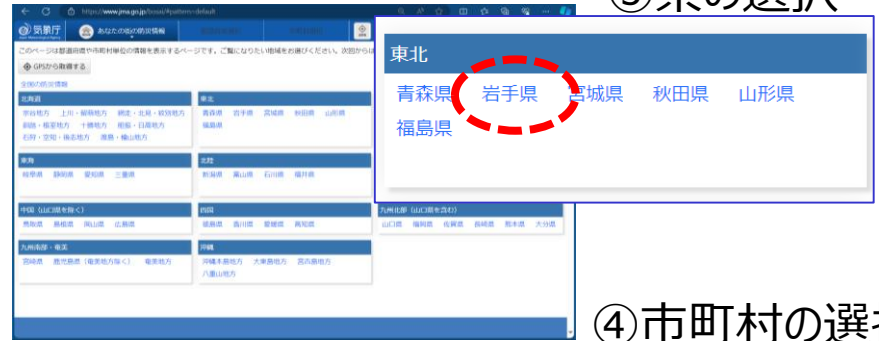 https://www.jma.go.jp/bosai/#pattern=default
気象庁
あなたの街の防災情報
このページは都道府県や市町村単位の情報を表示するページです。ご覧になりたい地域をお選びください。次回からは
GPSから取得する
全国の防災情報
北海道
宗谷地方 上川・留萌地方 網走・北見・紋別地方
釧路・根室地方 十勝地方 胆振・日高地方
石狩・空知・後志地方 渡島・檜山地方
東北
青森県 岩手県 宮城県 秋田県 山形県
福島県
東海
岐阜県 静岡県 愛知県 三重県
北陸
新潟県 富山県 石川県 福井県
中国（山口県を除く）
鳥取県 島根県 岡山県 広島県
四国
徳島県 香川県 愛媛県 高知県
九州北部（山口県を含む）
山口県 福岡県 佐賀県 長崎県 熊本県 大分県
九州南部・奄美
宮崎県 鹿児島県（奄美地方除く） 奄美地方
沖縄
沖縄本島地方 大東島地方 宮古島地方
八重山地方
東北
青森県 岩手県 宮城県 秋田県 山形県
福島県
の選択
④市町村の選